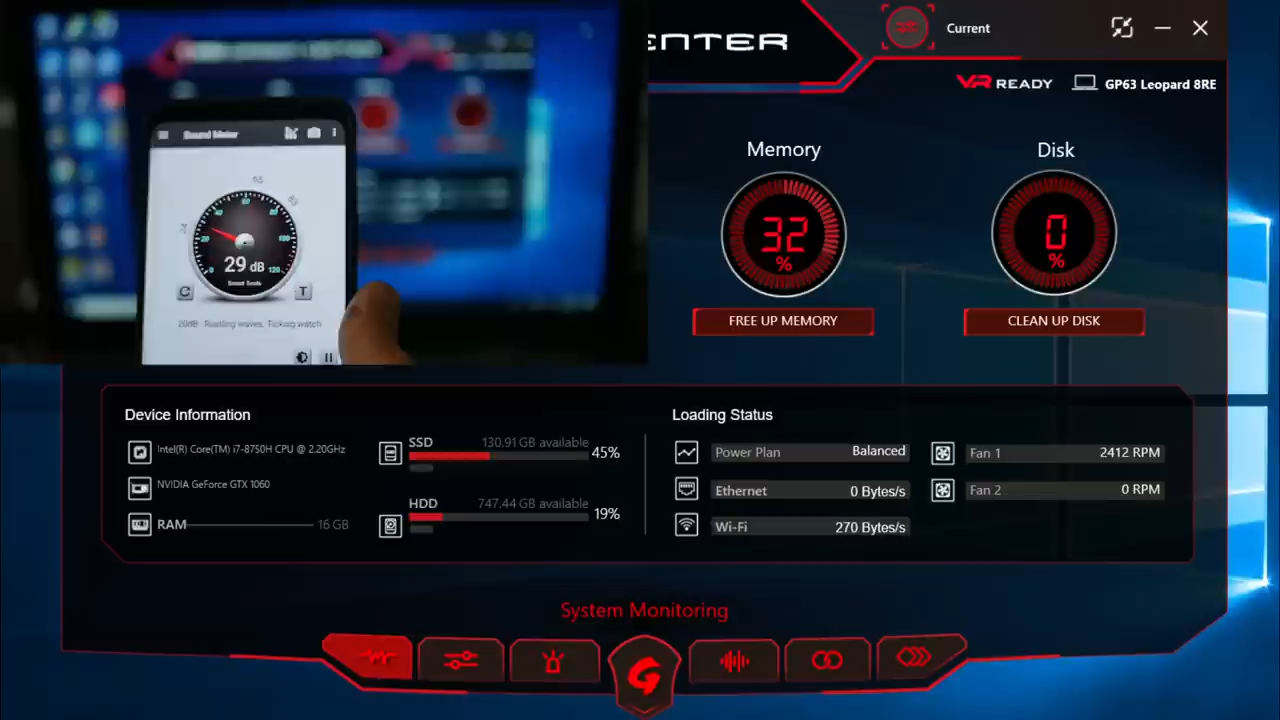 ENTER
Current
VR READY
GP63 Leopard 8RE
Sound Meter
29 dB
20dB : Rustling leaves, Ticking watch
Memory
32
%
FREE UP MEMORY
Disk
0
%
CLEAN UP DISK
Device Information
Intel(R) Core(TM) i7-8750H CPU @ 2.20GHz
NVIDIA GeForce GTX 1060
RAM 16 GB
SSD 130.91 GB available
45%
HDD 747.44 GB available
19%
Loading Status
Power Plan Balanced
Ethernet 0 Bytes/s
Wi-Fi 270 Bytes/s
Fan 1 2412 RPM
Fan 2 0 RPM
System Monitoring